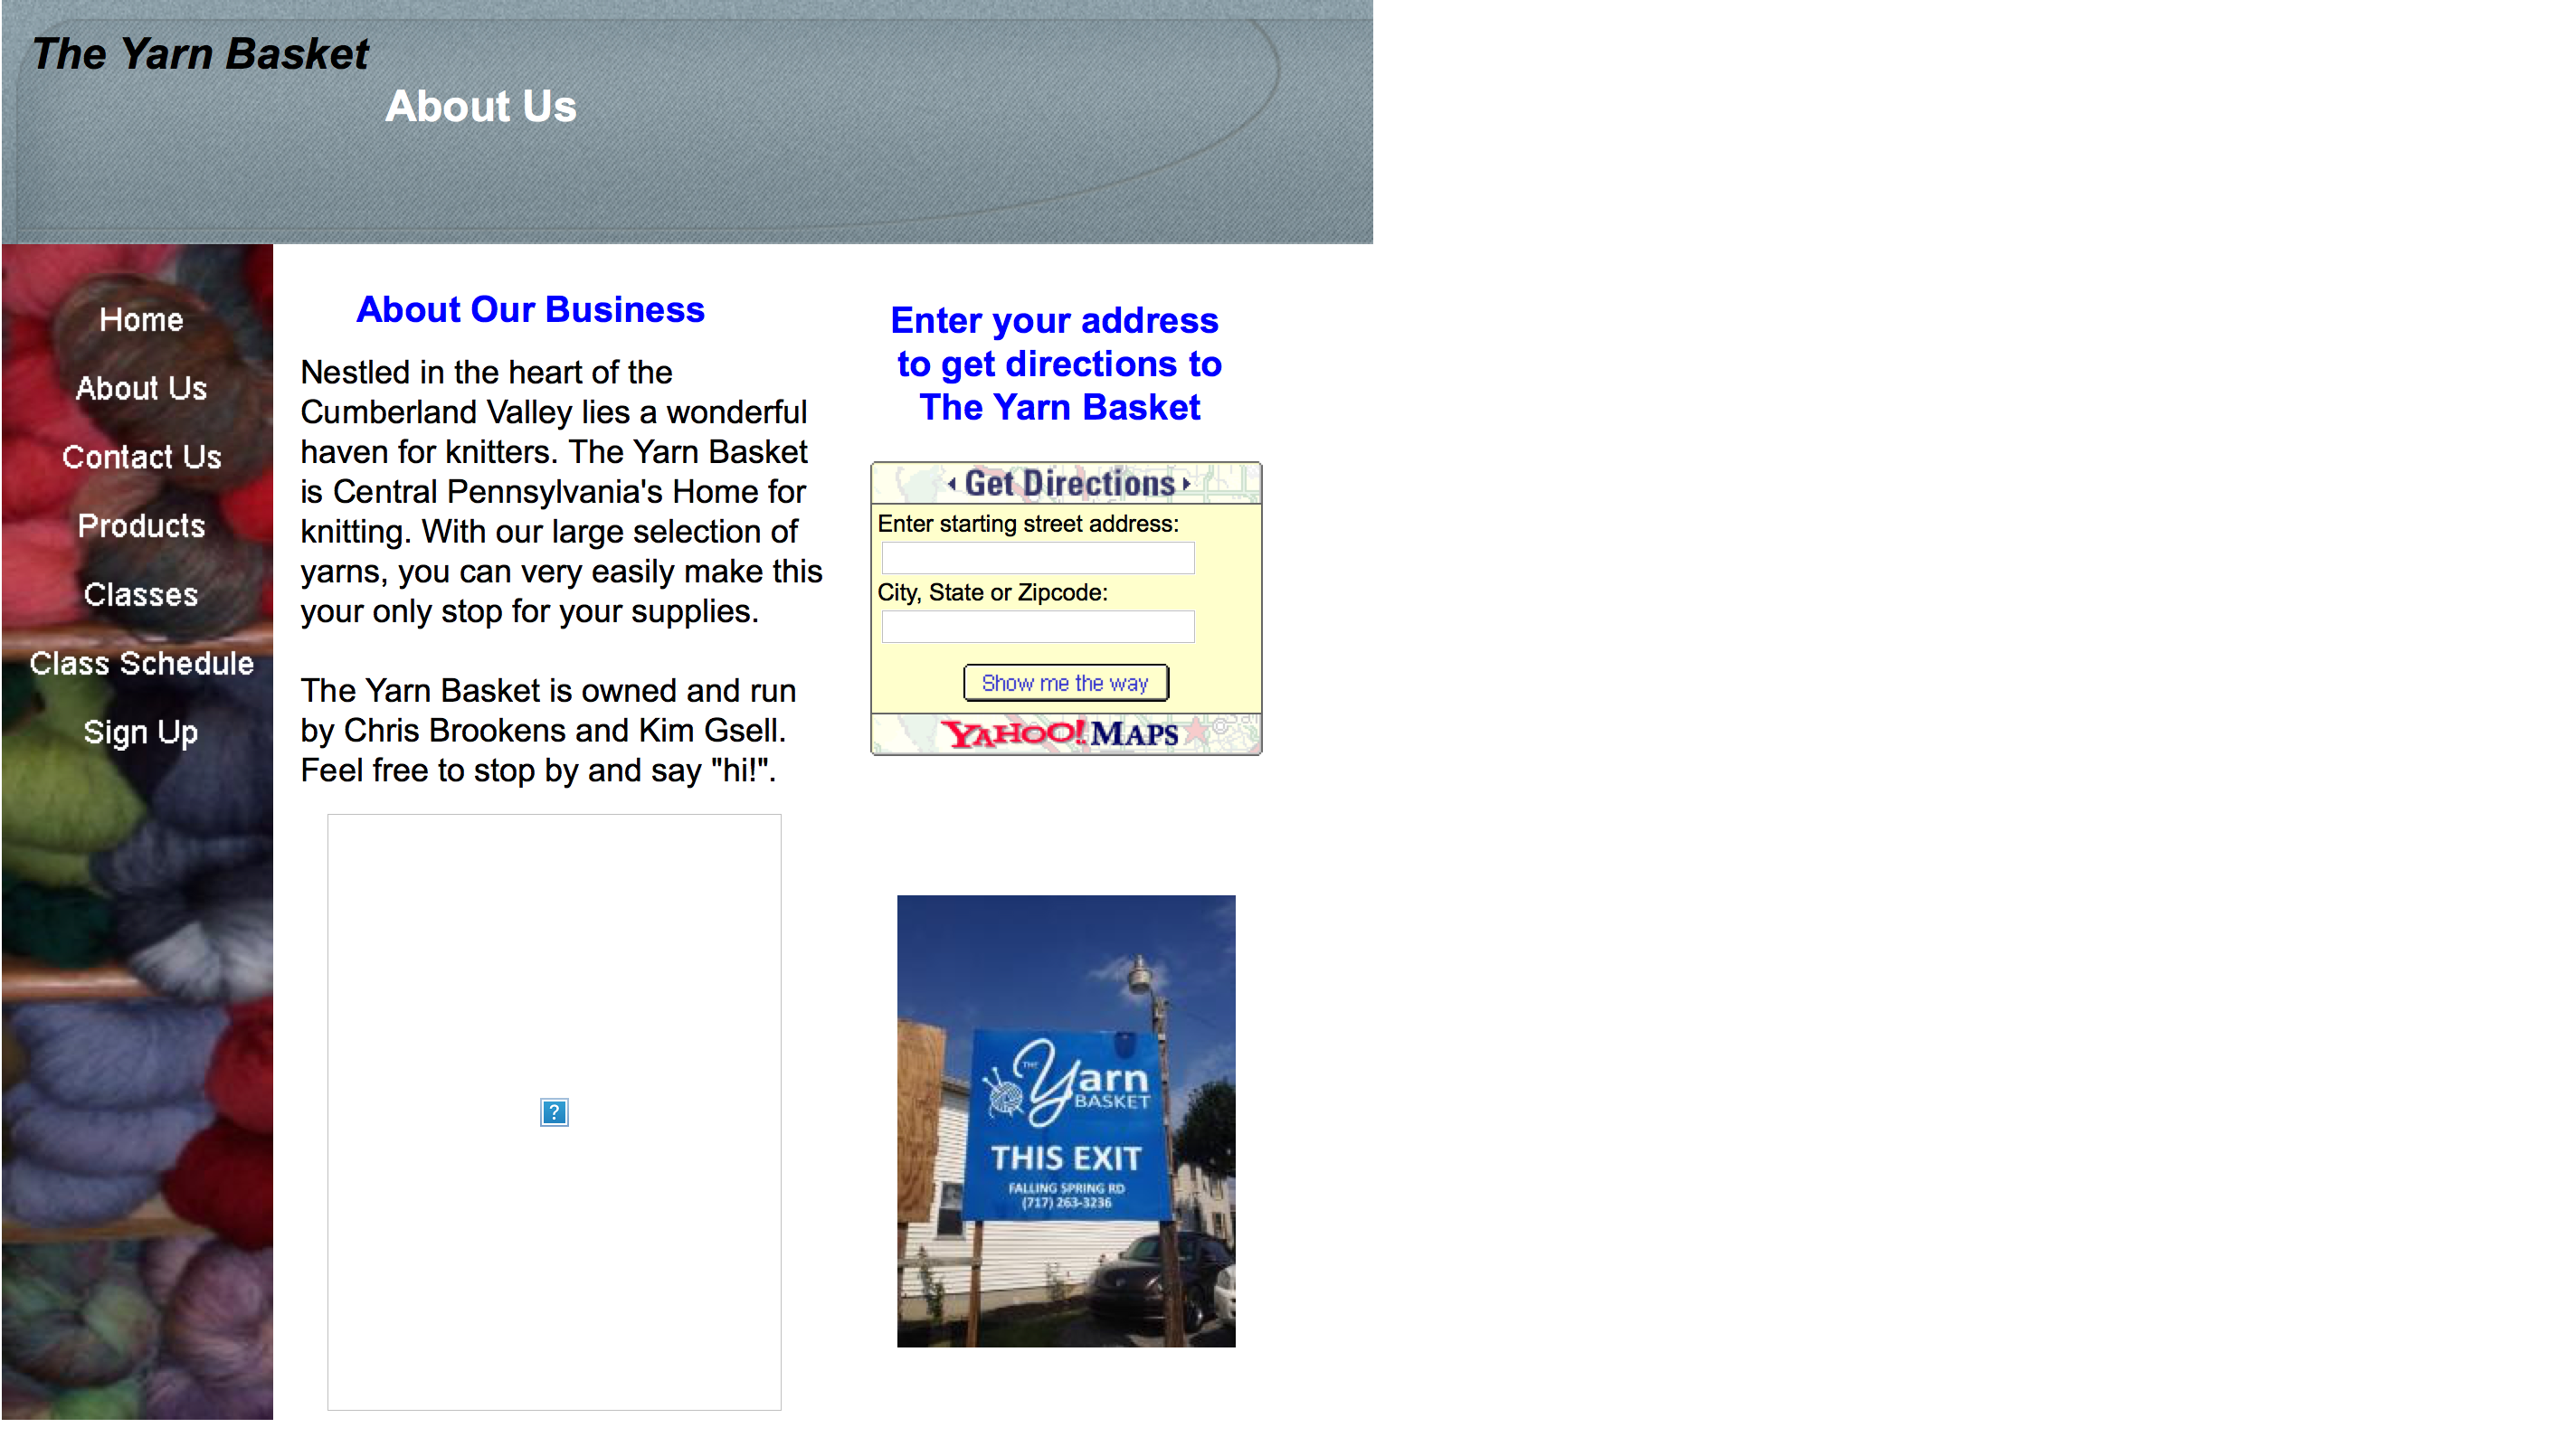 The Yarn Basket
About Us
Home
About Us
Contact Us
Products
Classes
Class Schedule
Sign Up
About Our Business
Nestled in the heart of the
Cumberland Valley lies a wonderful
haven for knitters. The Yarn Basket
is Central Pennsylvania's Home for
knitting. With our large selection of
yarns, you can very easily make this
your only stop for your supplies.
The Yarn Basket is owned and run
by Chris Brookens and Kim Gsell.
Feel free to stop by and say "hi!".
Enter your address
to get directions to
The Yarn Basket
Get Directions
Enter starting street address:
City, State or Zipcode:
Show me the way
YAHOO! MAPS
THE Yarn
BASKET
THIS EXIT
FALLING SPRING RD
(717) 263-3236